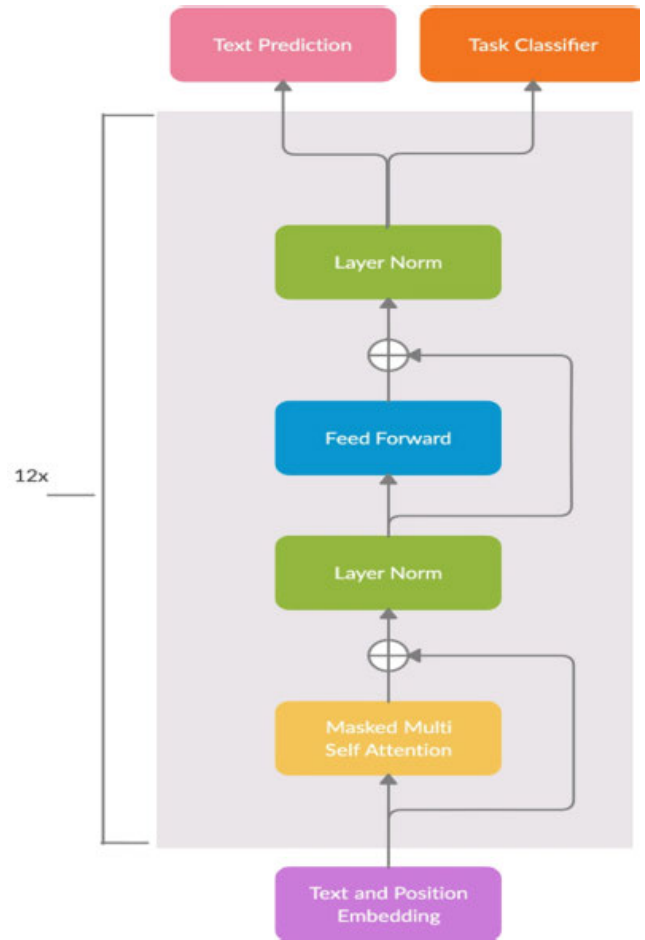 Text Prediction
Task Classifier
Layer Norm
Feed Forward
12x
Layer Norm
Masked Multi
Self Attention
Text and Position
Embedding